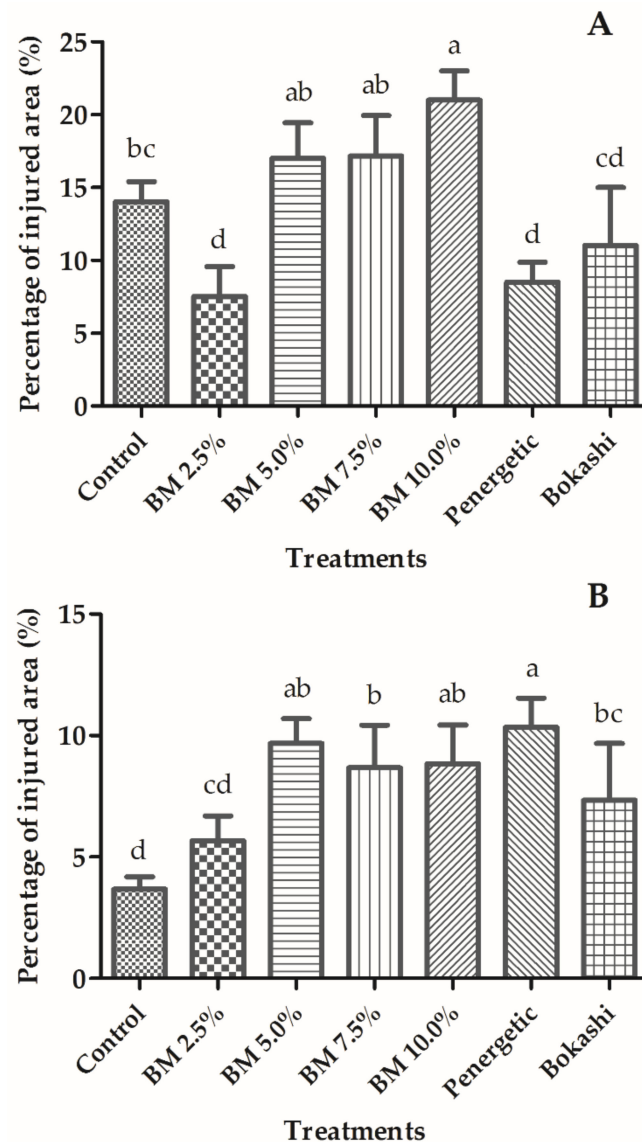 A
Percentage of injured area (%)
25
20
15
10
5
0
bc
d
ab
ab
a
d
cd
Control
BM 2.5%
BM 5.0%
BM 7.5%
BM 10.0%
Penergetic
Bokashi
Treatments
B
Percentage of injured area (%)
15
10
5
0
d
cd
ab
b
ab
a
bc
Control
BM 2.5%
BM 5.0%
BM 7.5%
BM 10.0%
Penergetic
Bokashi
Treatments